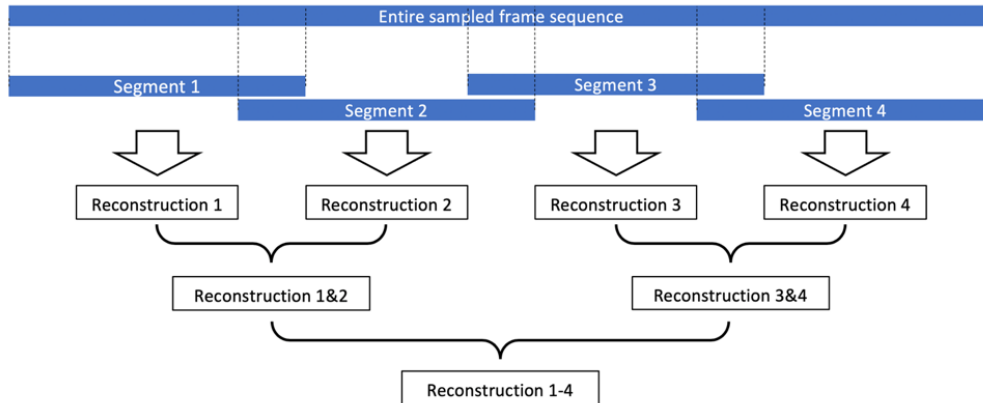 Entire sampled frame sequence
Segment 1
Segment 3
Segment 2
Segment 4
Reconstruction 1
Reconstruction 2
Reconstruction 3
Reconstruction 4
Reconstruction 1&2
Reconstruction 3&4
Reconstruction 1-4